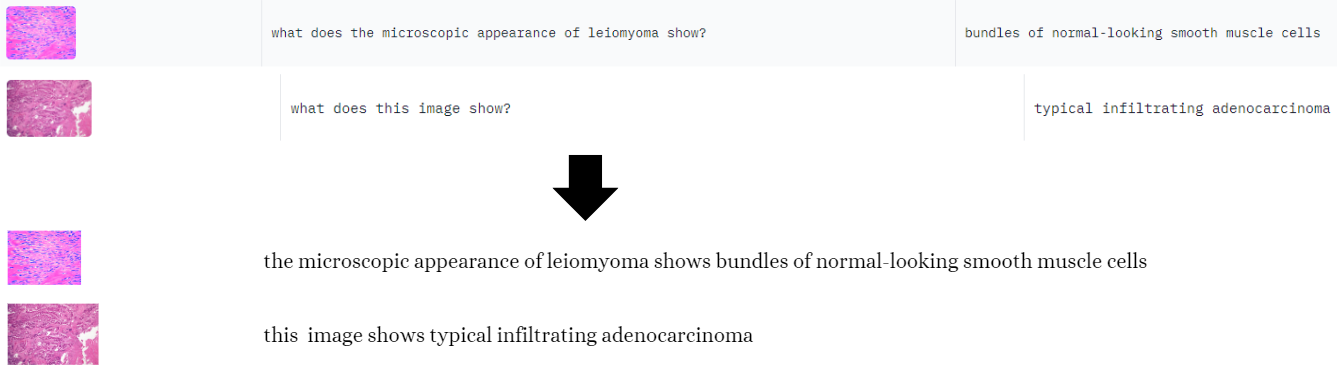 what does the microscopic appearance of leiomyoma show? bundles of normal-looking smooth muscle cells
what does this image show? typical infiltrating adenocarcinoma
the microscopic appearance of leiomyoma shows bundles of normal-looking smooth muscle cells
this image shows typical infiltrating adenocarcinoma